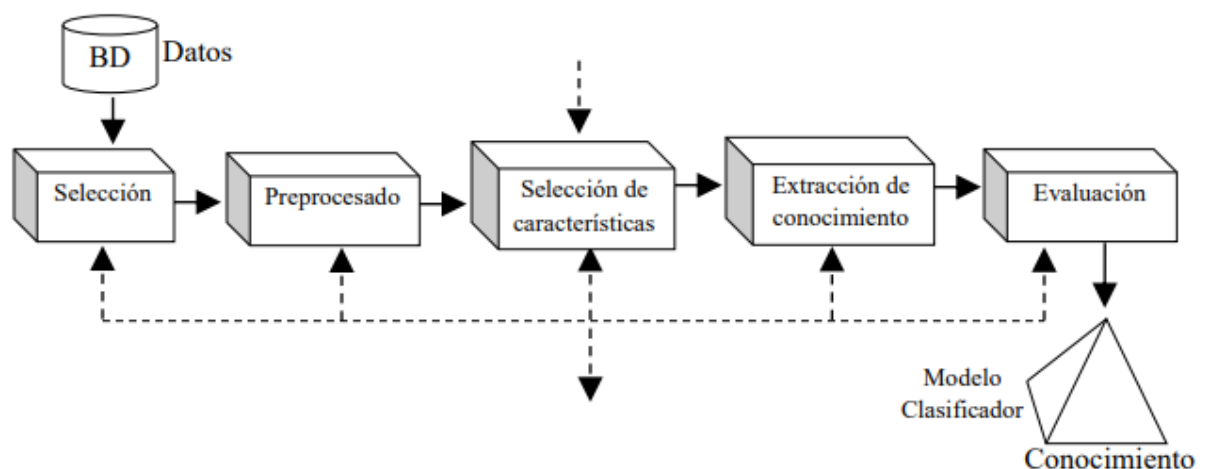 BD
Datos
Selección
Preprocesado
Selección de
características
Extracción de
conocimiento
Evaluación
Modelo
Clasificador
Conocimiento